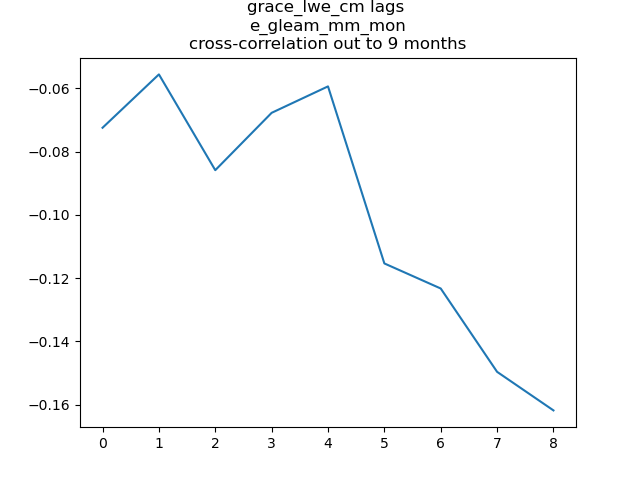 grace_lwe_cm lags
e_gleam_mm_mon
cross-correlation out to 9 months
−0.06
−0.08
−0.10
−0.12
−0.14
−0.16
0 1 2 3 4 5 6 7 8